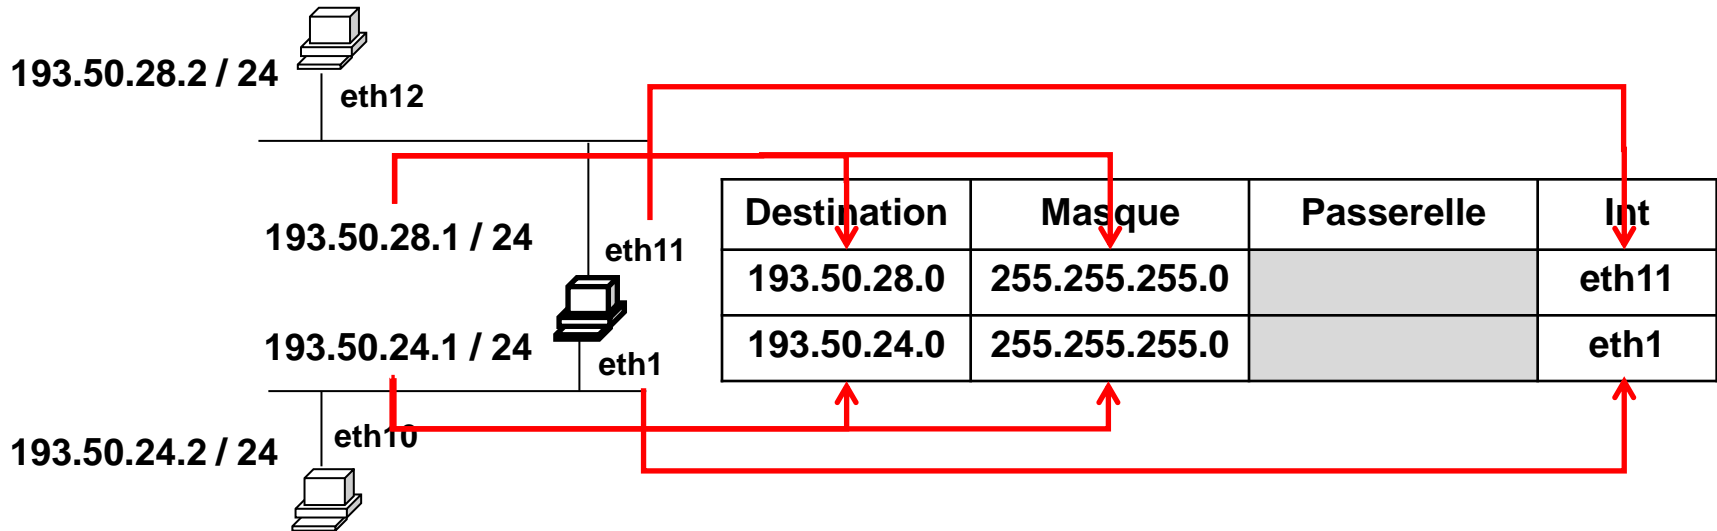 193.50.28.2 / 24
eth12
193.50.28.1 / 24
eth11
193.50.24.1 / 24
eth1
eth10
193.50.24.2 / 24
Destination Masque Passerelle Int
193.50.28.0 255.255.255.0 eth11
193.50.24.0 255.255.255.0 eth1